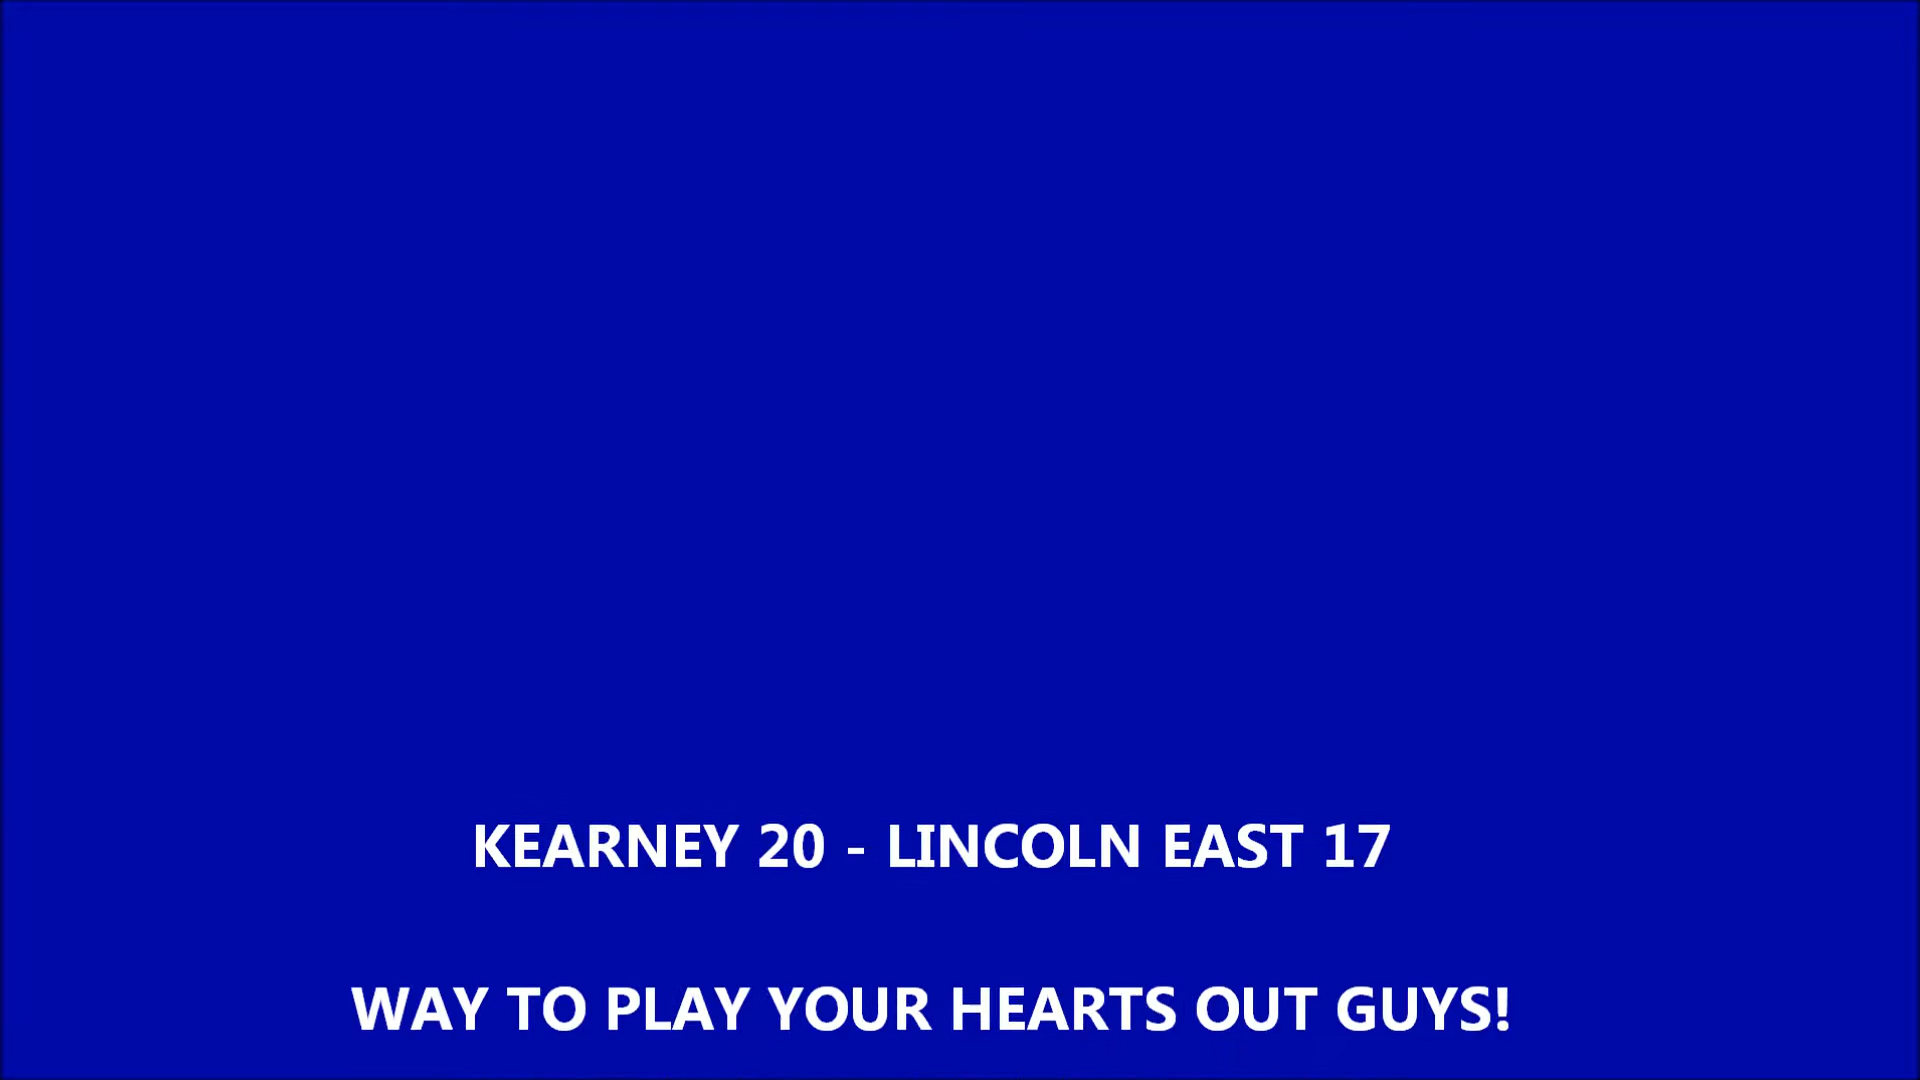 KEARNEY 20 - LINCOLN EAST 17
WAY TO PLAY YOUR HEARTS OUT GUYS!